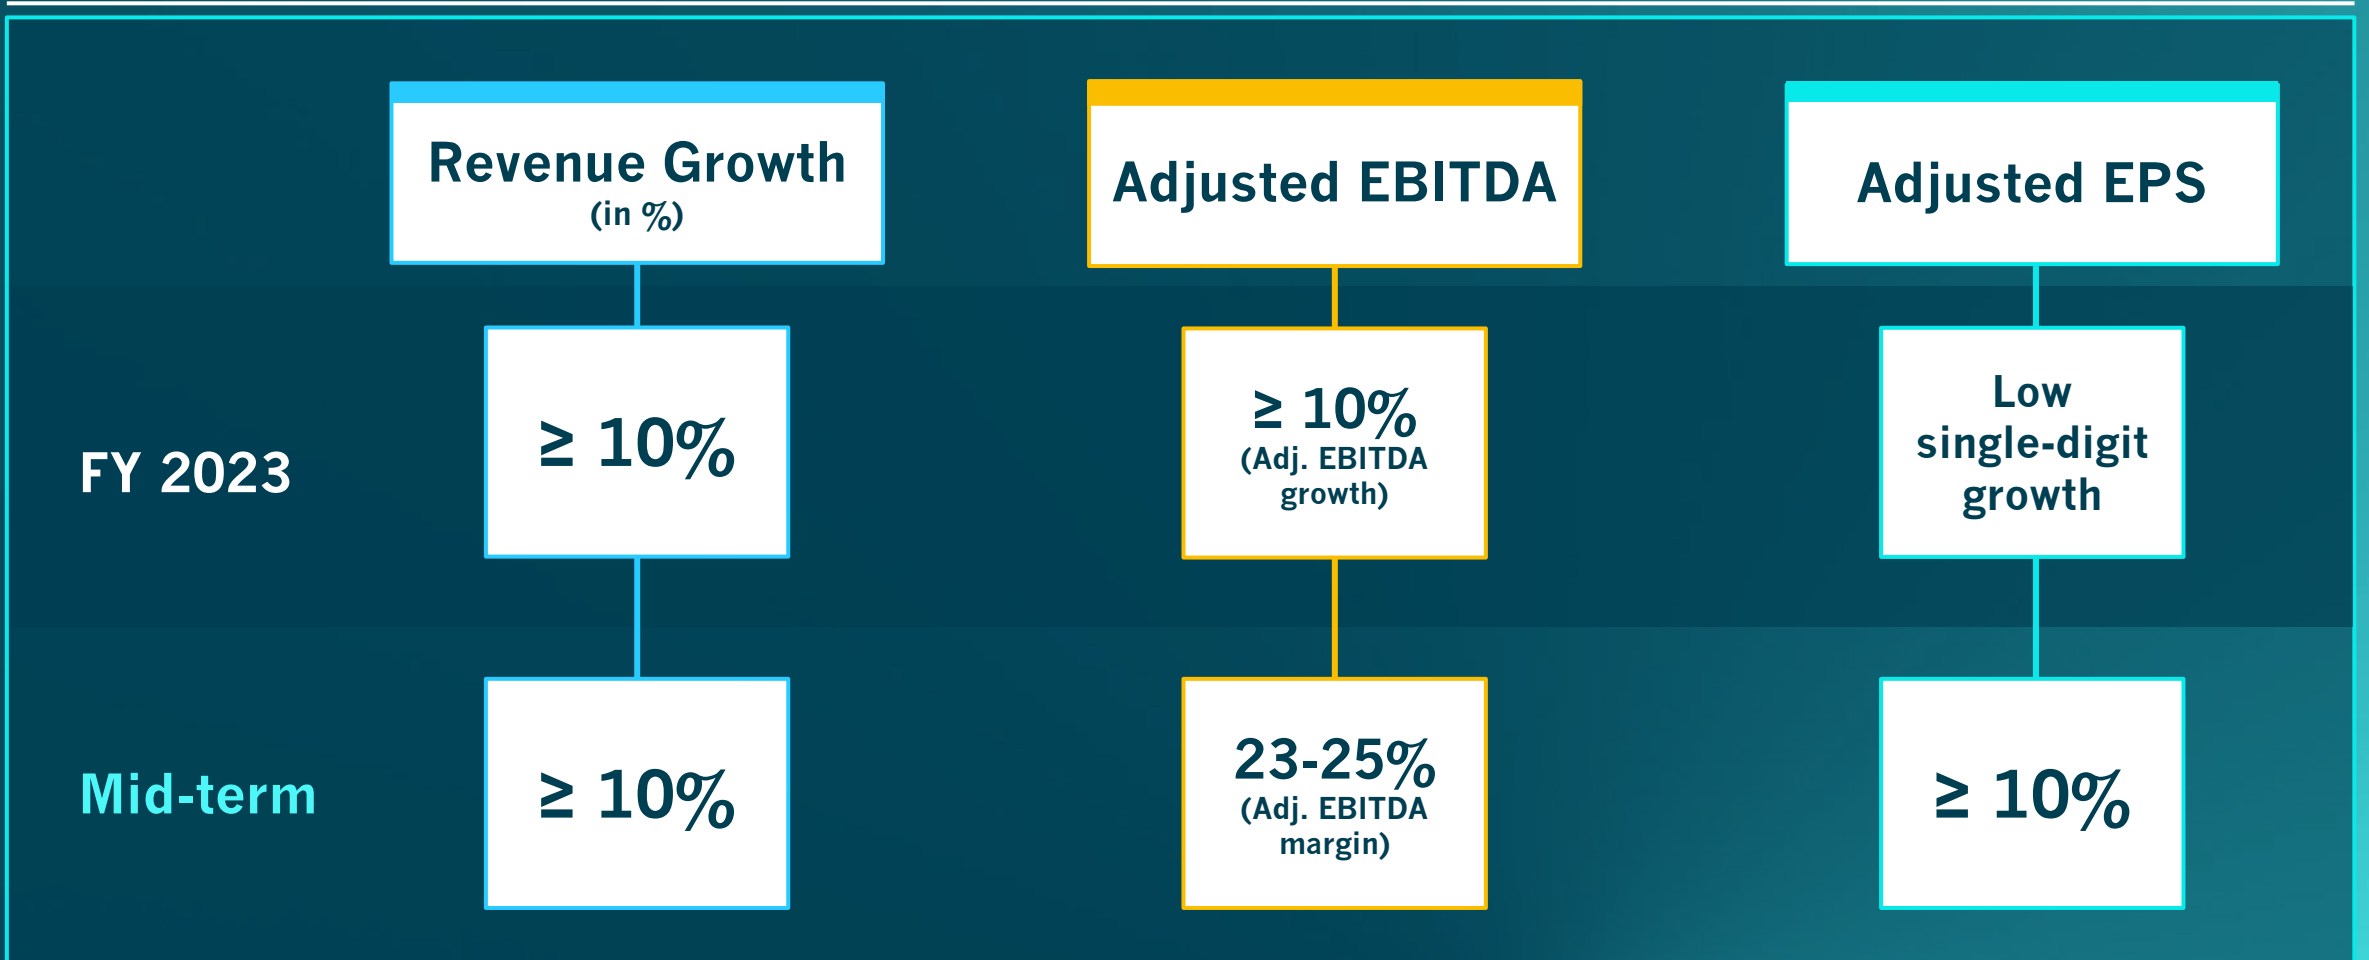 Revenue Growth
(in %)
Adjusted EBITDA
Adjusted EPS
FY 2023
≥ 10%
≥ 10%
(Adj. EBITDA
growth)
Low
single-digit
growth
Mid-term
≥ 10%
23-25%
(Adj. EBITDA
margin)
≥ 10%